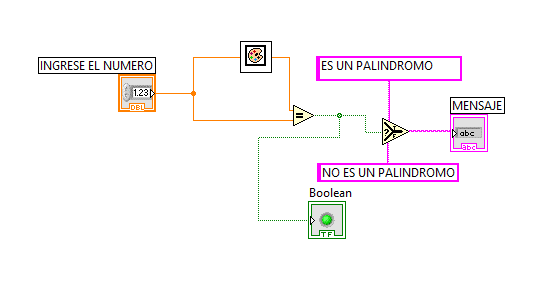 ES UN PALINDROMO
INGRESE EL NUMERO
1.23
DBL
=
MENSAJE
?
T
F
abc
abc
NO ES UN PALINDROMO
Boolean
TF